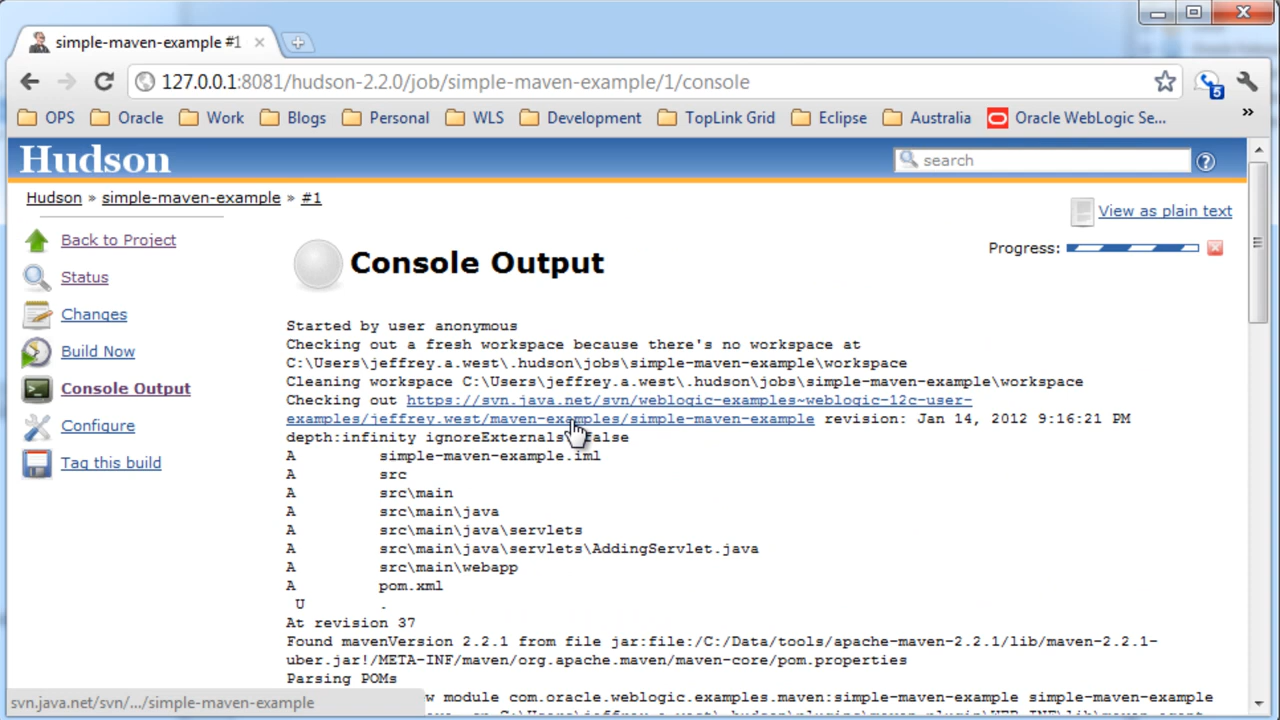 simple-maven-example #1
127.0.0.1:8081/hudson-2.2.0/job/simple-maven-example/1/console
5
OPS Oracle Work Blogs Personal WLS Development TopLink Grid Eclipse Australia Oracle WebLogic Se... »
Hudson
search
?
Hudson » simple-maven-example » #1
View as plain text
Back to Project
Progress:
Console Output
Status
Changes
Build Now
Console Output
Configure
Tag this build
Started by user anonymous
Checking out a fresh workspace because there's no workspace at
C:\Users\jeffrey.a.west\.hudson\jobs\simple-maven-example\workspace
Cleaning workspace C:\Users\jeffrey.a.west\.hudson\jobs\simple-maven-example\workspace
Checking out https://svn.java.net/svn/weblogic-examples~weblogic-12c-user-
examples/jeffrey.west/maven-examples/simple-maven-example revision: Jan 14, 2012 9:16:21 PM
depth:infinity ignoreExternals false
A simple-maven-example.iml
A src
A src\main
A src\main\java
A src\main\java\servlets
A src\main\java\servlets\AddingServlet.java
A src\main\webapp
A pom.xml
U .
At revision 37
Found mavenVersion 2.2.1 from file jar:file:/C:/Data/tools/apache-maven-2.2.1/lib/maven-2.2.1-
uber.jar!/META-INF/maven/org.apache.maven/maven-core/pom.properties
Parsing POMs
w module com.oracle.weblogic.examples.maven:simple-maven-example simple-maven-example
svn.java.net/svn/.../simple-maven-example